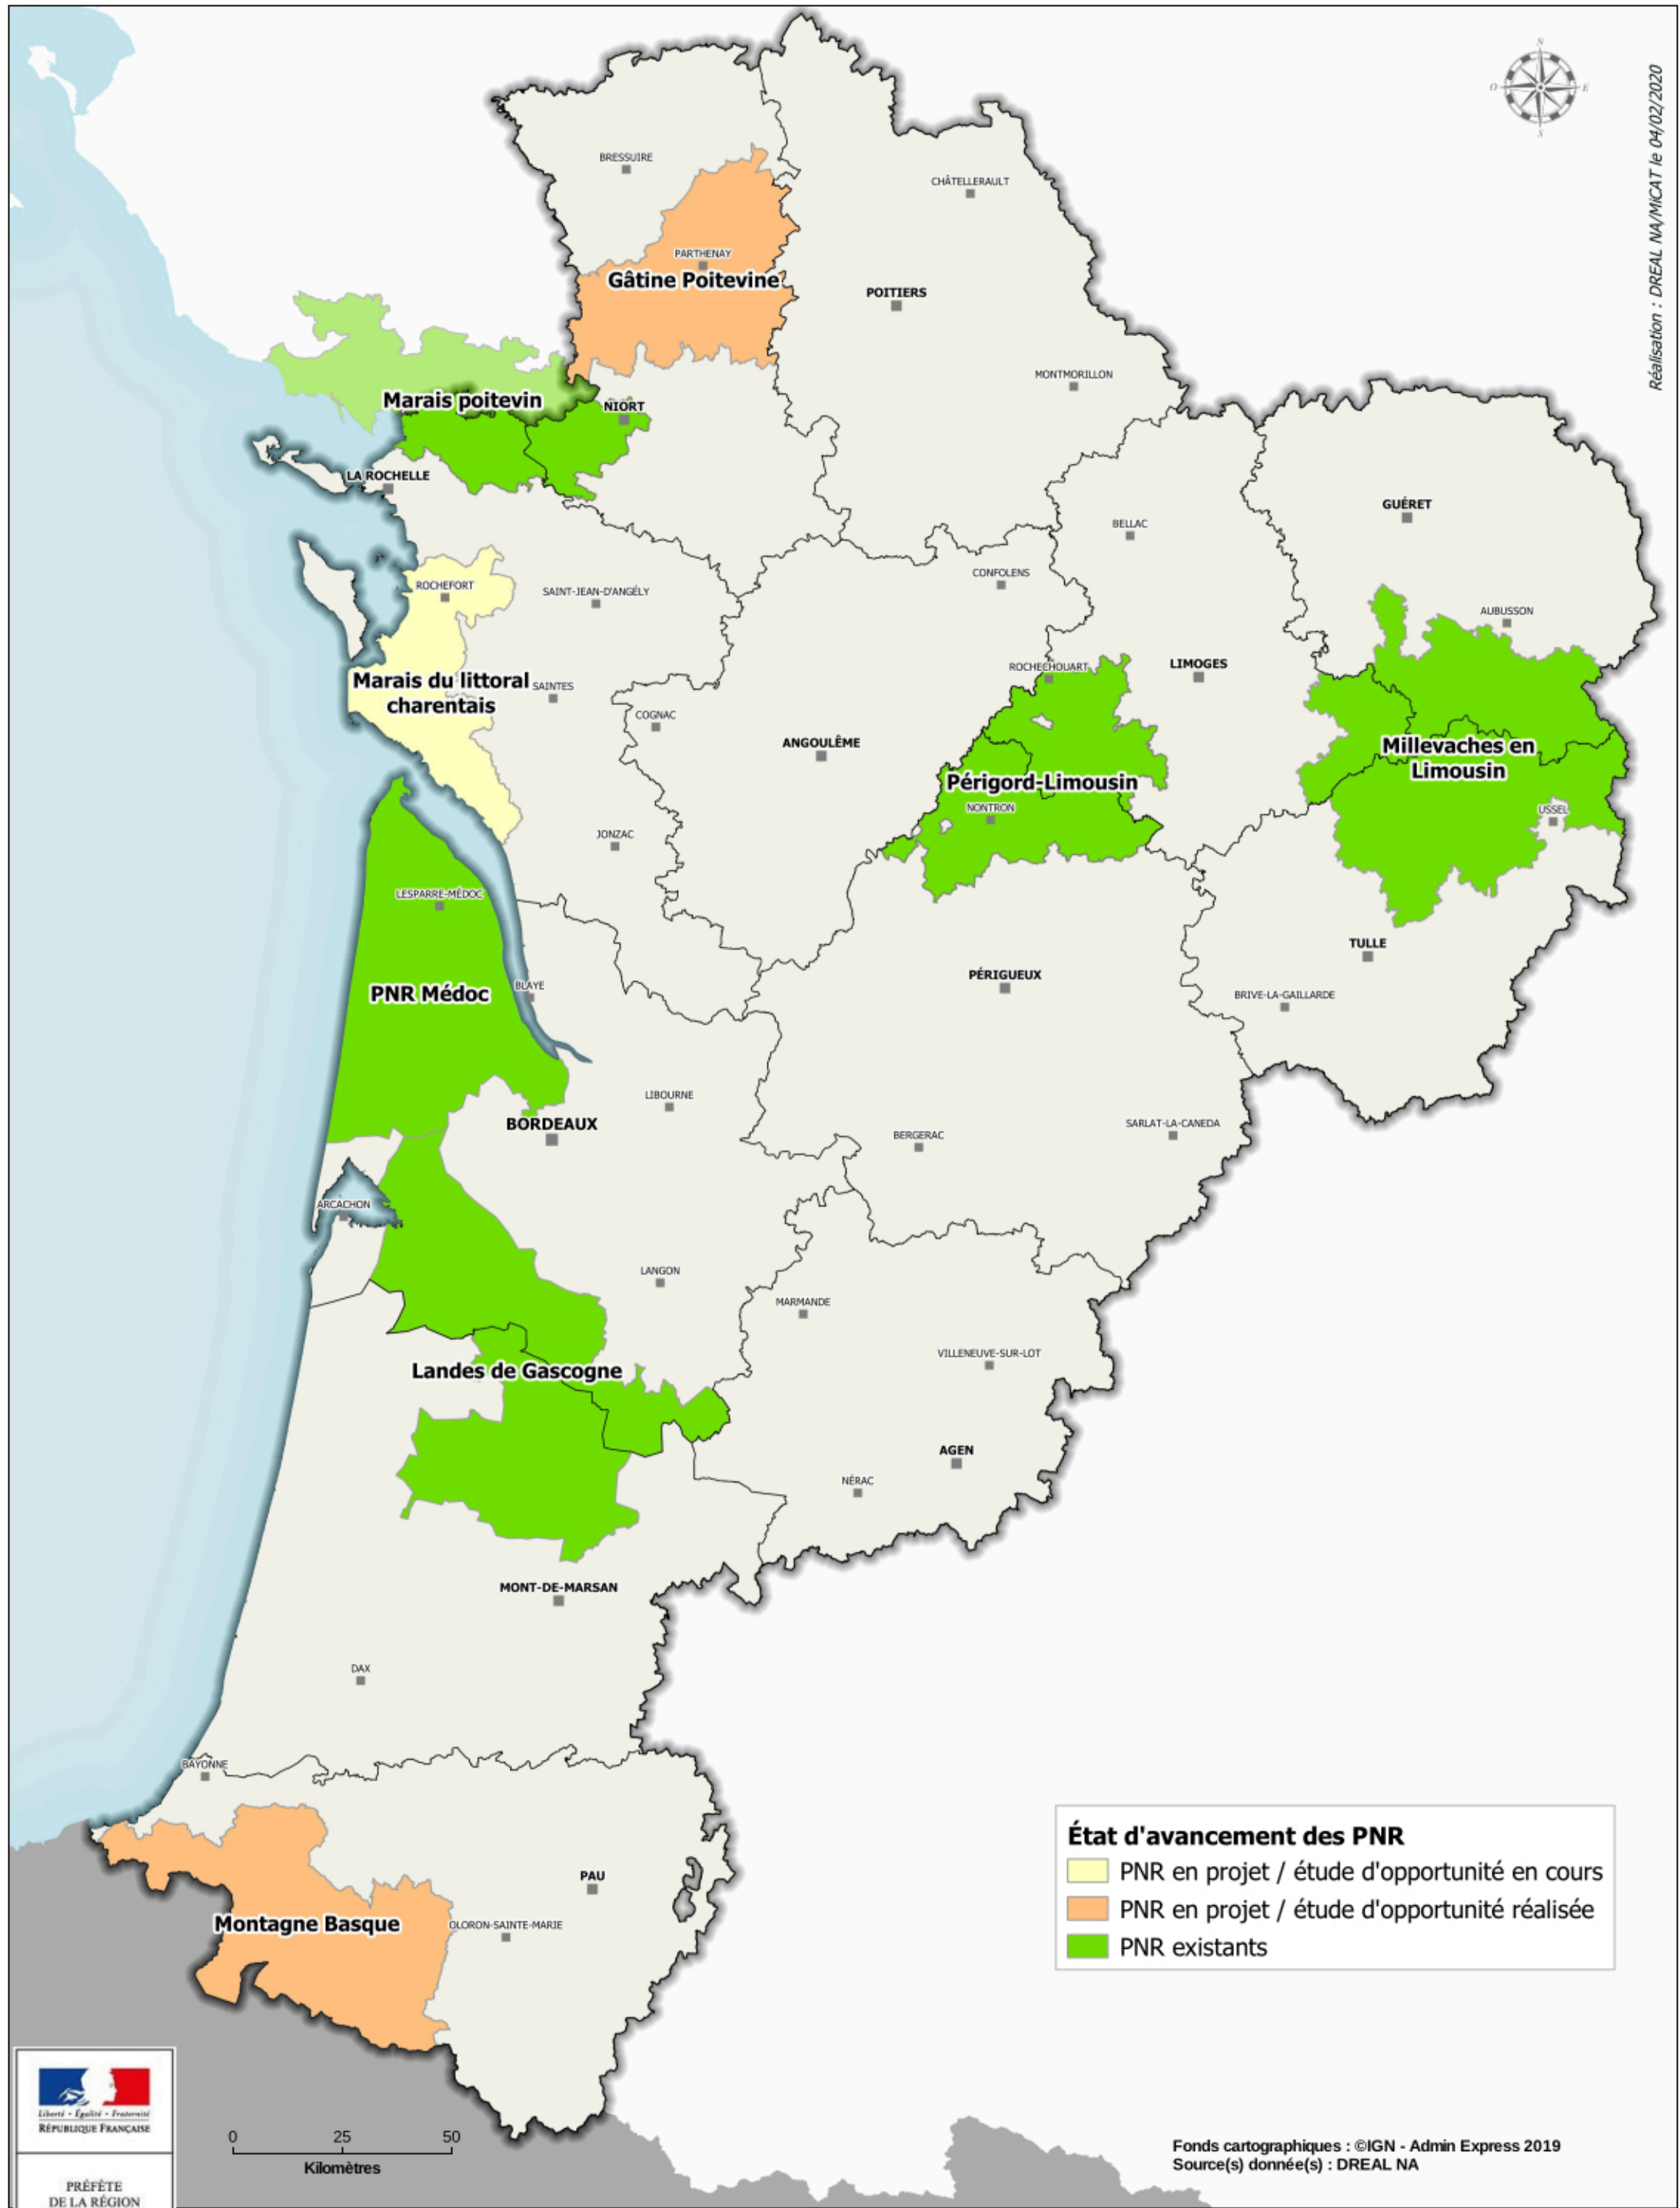 N
O
E
S
Réalisation : DREAL NA/MiCAT le 04/02/2020
BRESSUIRE
CHÂTELLERAULT
PARTHENAY
Gâtine Poitevine
POITIERS
MONTMORILLON
Marais poitevin
NIORT
LA ROCHELLE
GUÉRET
BELLAC
CONFOLENS
ROCHEFORT
SAINT-JEAN-D'ANGÉLY
AUBUSSON
ROCHECHOUART
LIMOGES
Marais du littoral
charentais
SAINTES
COGNAC
ANGOULÊME
Millevaches en
Limousin
Périgord-Limousin
NONTRON
USSEL
JONZAC
LESPARRE-MÉDOC
TULLE
PÉRIGUEUX
PNR Médoc
BLAYE
BRIVE-LA-GAILLARDE
LIBOURNE
BORDEAUX
SARLAT-LA-CANEDA
BERGERAC
ARCACHON
LANGON
MARMANDE
VILLENEUVE-SUR-LOT
Landes de Gascogne
AGEN
NÉRAC
MONT-DE-MARSAN
DAX
BAYONNE
PAU
Montagne Basque
OLORON-SAINTE-MARIE
État d'avancement des PNR
PNR en projet / étude d'opportunité en cours
PNR en projet / étude d'opportunité réalisée
PNR existants
Liberté • Égalité • Fraternité
RÉPUBLIQUE FRANÇAISE
PRÉFÈTE
DE LA RÉGION
0 25 50
Kilomètres
Fonds cartographiques : ©IGN - Admin Express 2019
Source(s) donnée(s) : DREAL NA